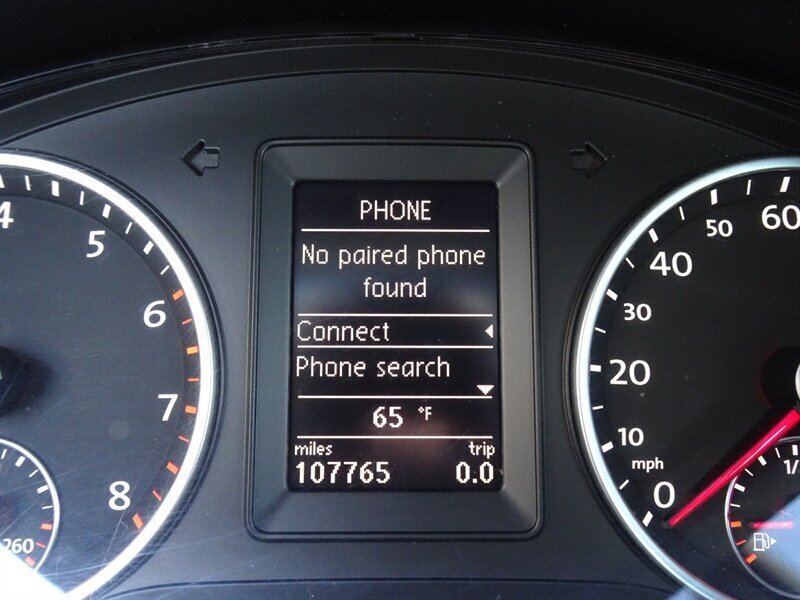 4
5
6
7
8
260
PHONE
No paired phone
found
Connect
Phone search
65 °F
miles trip
107765 0.0
60
50
40
30
20
10
mph
0
1/